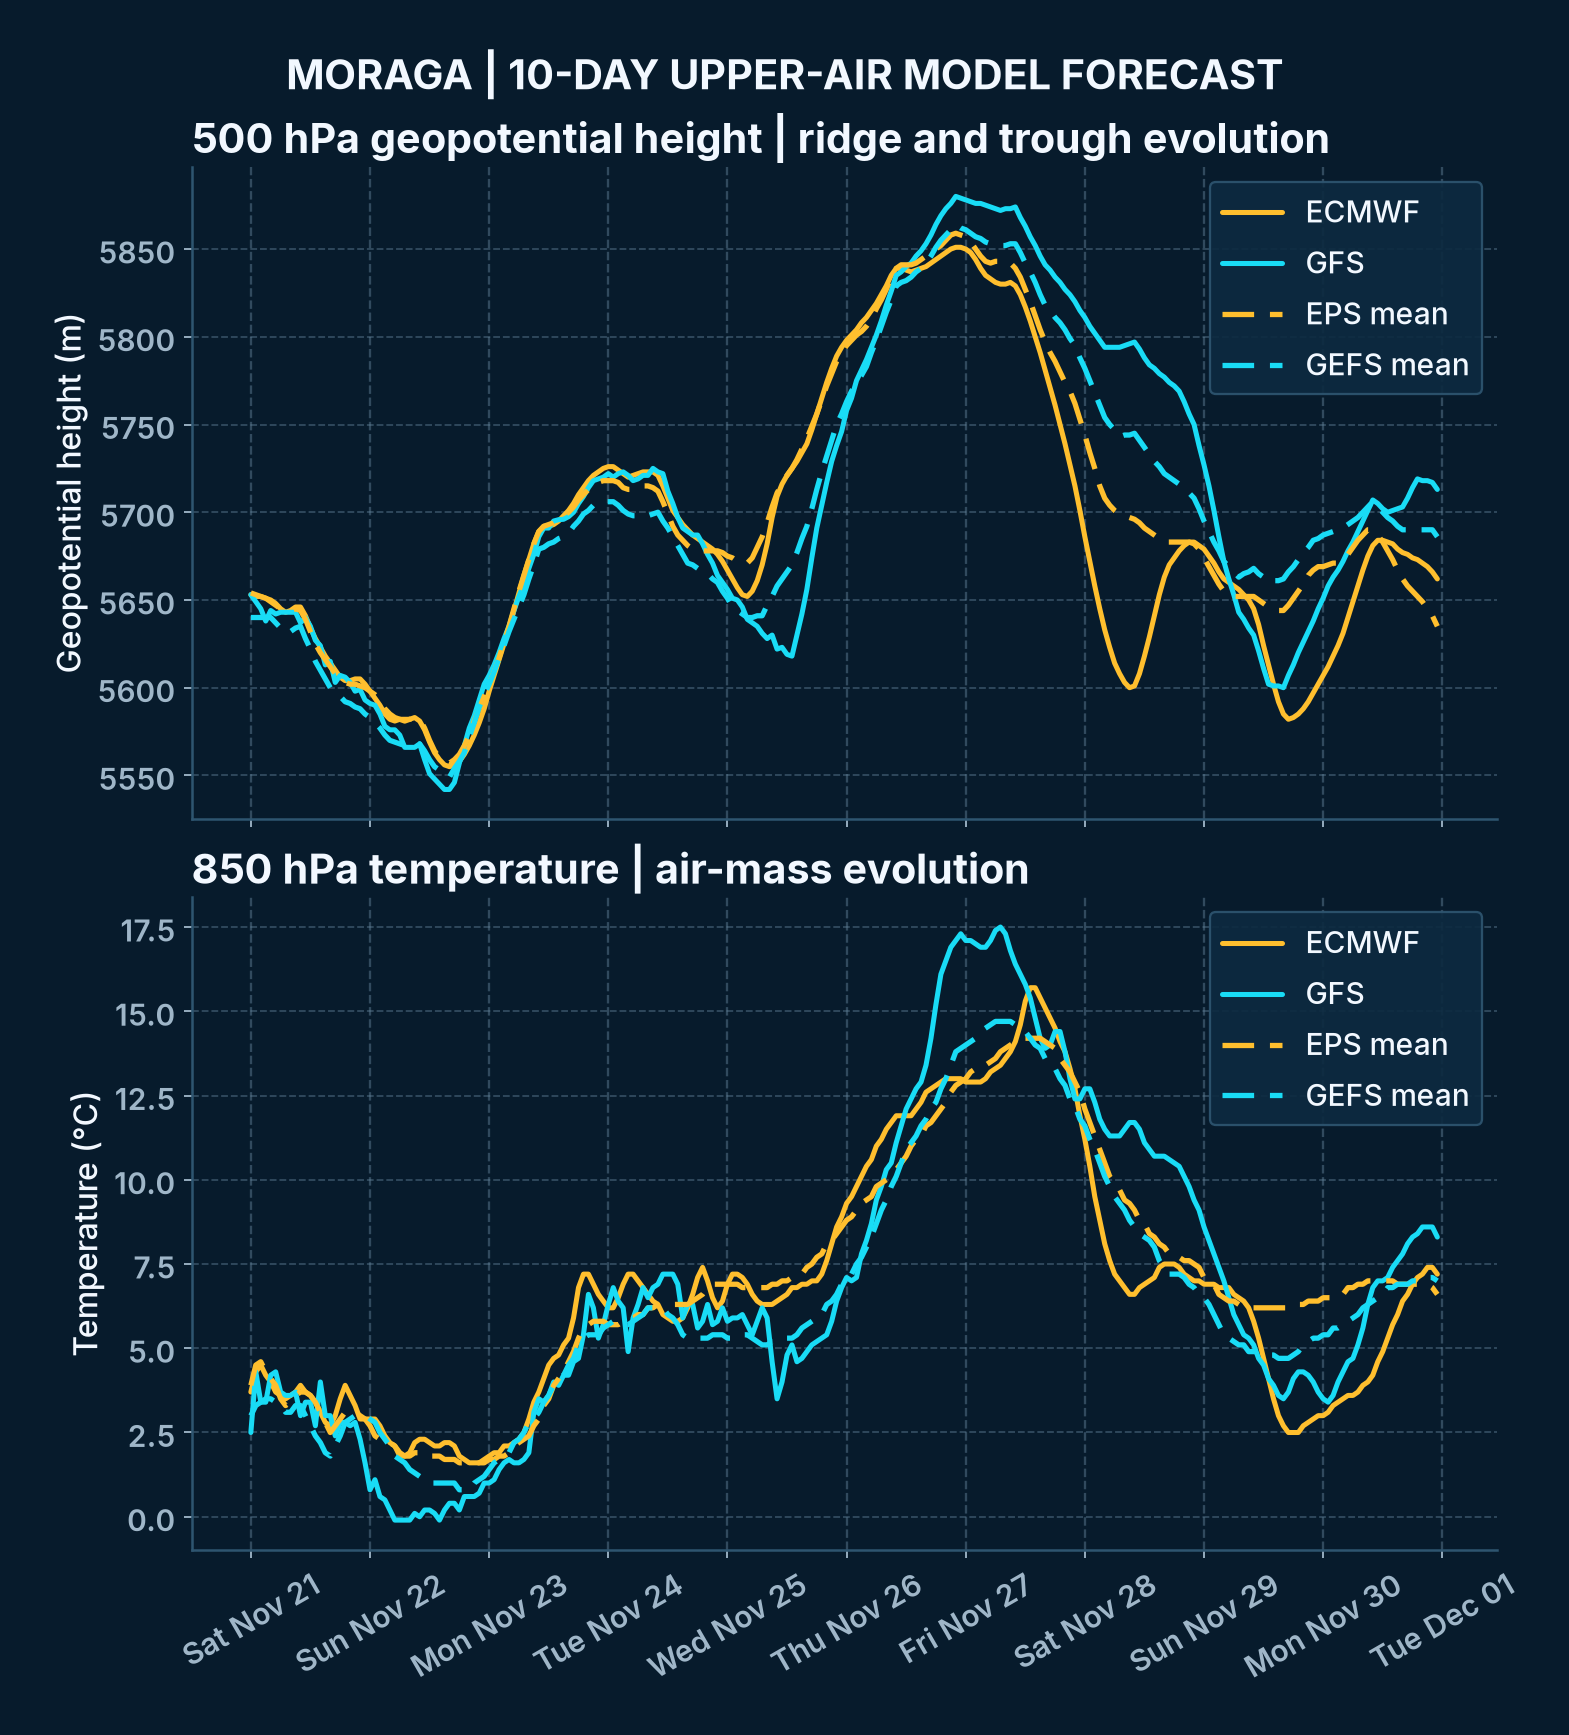 MORAGA | 10-DAY UPPER-AIR MODEL FORECAST
500 hPa geopotential height | ridge and trough evolution
Geopotential height (m)
5850
5800
5750
5700
5650
5600
5550
ECMWF
GFS
EPS mean
GEFS mean
850 hPa temperature | air-mass evolution
Temperature (°C)
17.5
15.0
12.5
10.0
7.5
5.0
2.5
0.0
ECMWF
GFS
EPS mean
GEFS mean
Sat Nov 21
Sun Nov 22
Mon Nov 23
Tue Nov 24
Wed Nov 25
Thu Nov 26
Fri Nov 27
Sat Nov 28
Sun Nov 29
Mon Nov 30
Tue Dec 01